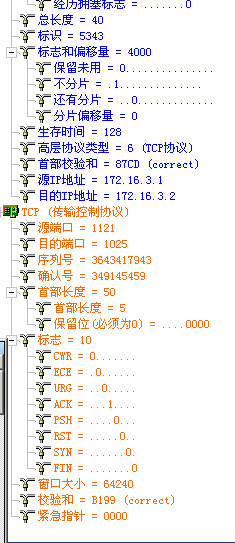 经历拥塞标志 = .......0
总长度 = 40
标识 = 5343
标志和偏移量 = 4000
保留未用 = 0...............
不分片 = .1..............
还有分片 = ..0.............
分片偏移量 = 0
生存时间 = 128
高层协议类型 = 6 (TCP协议)
首部校验和 = 87CD (correct)
源IP地址 = 172.16.3.1
目的IP地址 = 172.16.3.2
TCP (传输控制协议)
源端口 = 1121
目的端口 = 1025
序列号 = 3643417943
确认号 = 349145459
首部长度 = 50
首部长度 = 5
保留位(必须为0) = ....0000
标志 = 10
CWR = 0.......
ECE = .0......
URG = ..0.....
ACK = ...1....
PSH = ....0...
RST = .....0..
SYN = ......0.
FIN = .......0
窗口大小 = 64240
校验和 = B199 (correct)
紧急指针 = 0000